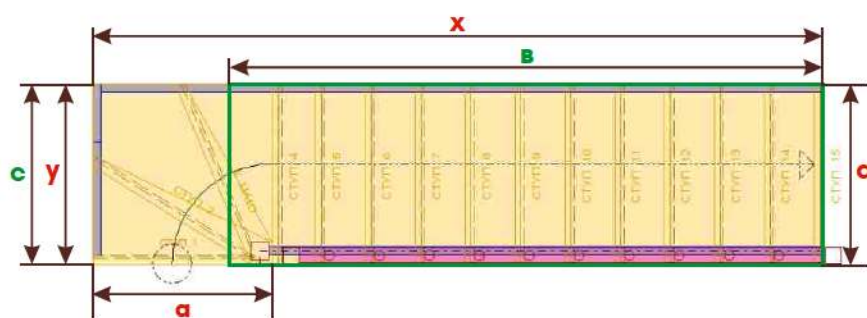 x
B
c
y
СТУП. 4
СТУП. 5
СТУП. 6
СТУП. 7
СТУП. 8
СТУП. 9
СТУП. 10
СТУП. 11
СТУП. 12
СТУП. 13
СТУП. 14
СТУП. 15
a